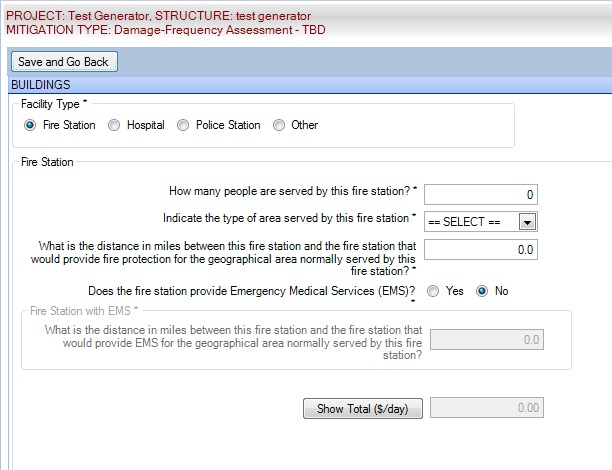 PROJECT: Test Generator, STRUCTURE: test generator
MITIGATION TYPE: Damage-Frequency Assessment - TBD
Save and Go Back
BUILDINGS
Facility Type *
Fire Station Hospital Police Station Other
Fire Station
How many people are served by this fire station? * 0
Indicate the type of area served by this fire station * == SELECT ==
What is the distance in miles between this fire station and the fire station that 0.0
would provide fire protection for the geographical area normally served by this
fire station? *
Does the fire station provide Emergency Medical Services (EMS)? Yes No
*
Fire Station with EMS *
What is the distance in miles between this fire station and the fire station that
would provide EMS for the geographical area normally served by this fire 0.0
station?
Show Total ($/day) 0.00